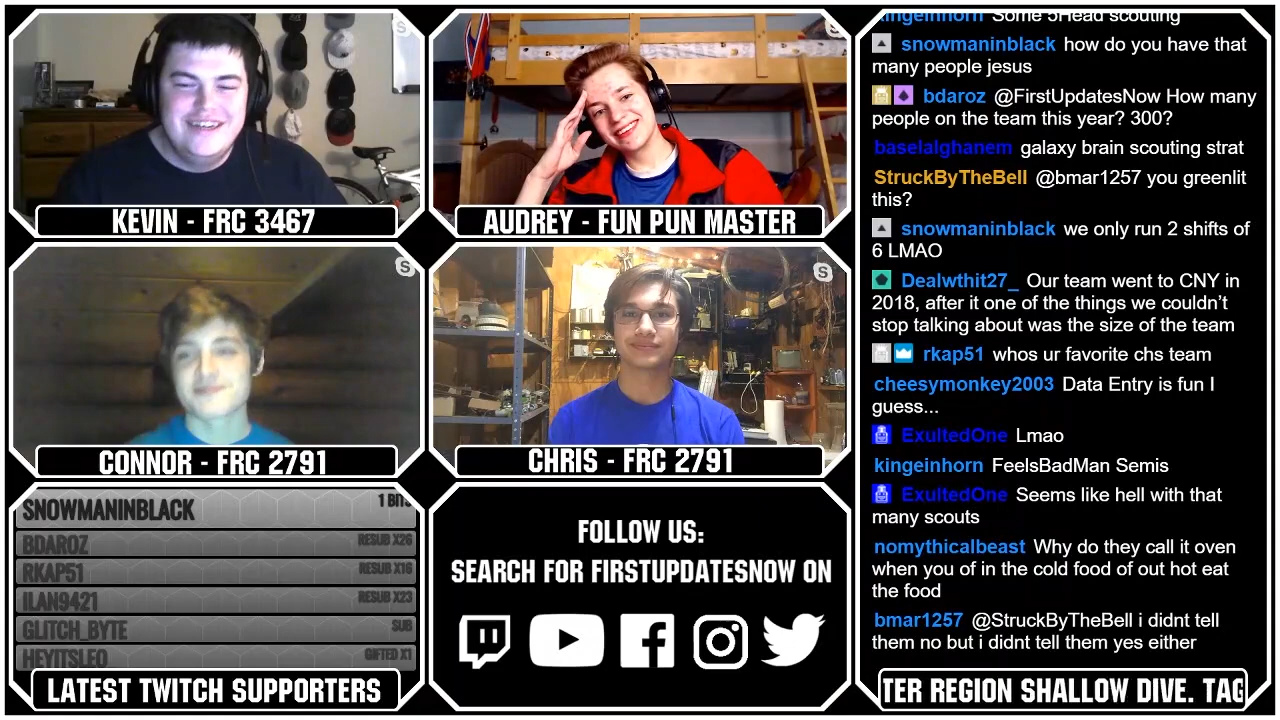 KEVIN - FRC 3467
AUDREY - FUN PUN MASTER
CONNOR - FRC 2791
CHRIS - FRC 2791
SNOWMANINBLACK 1 BITS
BDAROZ RESUB X26
RKAP51 RESUB X16
ILAN9421 RESUB X23
GLITCH_BYTE SUB
HEYITSLEO GIFTED X1
LATEST TWITCH SUPPORTERS
FOLLOW US:
SEARCH FOR FIRSTUPDATESNOW ON
kingeinhorn Some 5Head scouting
snowmaninblack how do you have that
many people jesus
bdaroz @FirstUpdatesNow How many
people on the team this year? 300?
baselalghanem galaxy brain scouting strat
StruckByTheBell @bmar1257 you greenlit
this?
snowmaninblack we only run 2 shifts of
6 LMAO
Dealwthit27_ Our team went to CNY in
2018, after it one of the things we couldn't
stop talking about was the size of the team
rkap51 whos ur favorite chs team
cheesymonkey2003 Data Entry is fun I
guess...
ExultedOne Lmao
kingeinhorn FeelsBadMan Semis
ExultedOne Seems like hell with that
many scouts
nomythicalbeast Why do they call it oven
when you of in the cold food of out hot eat
the food
bmar1257 @StruckByTheBell i didnt tell
them no but i didnt tell them yes either
TER REGION SHALLOW DIVE. TAG